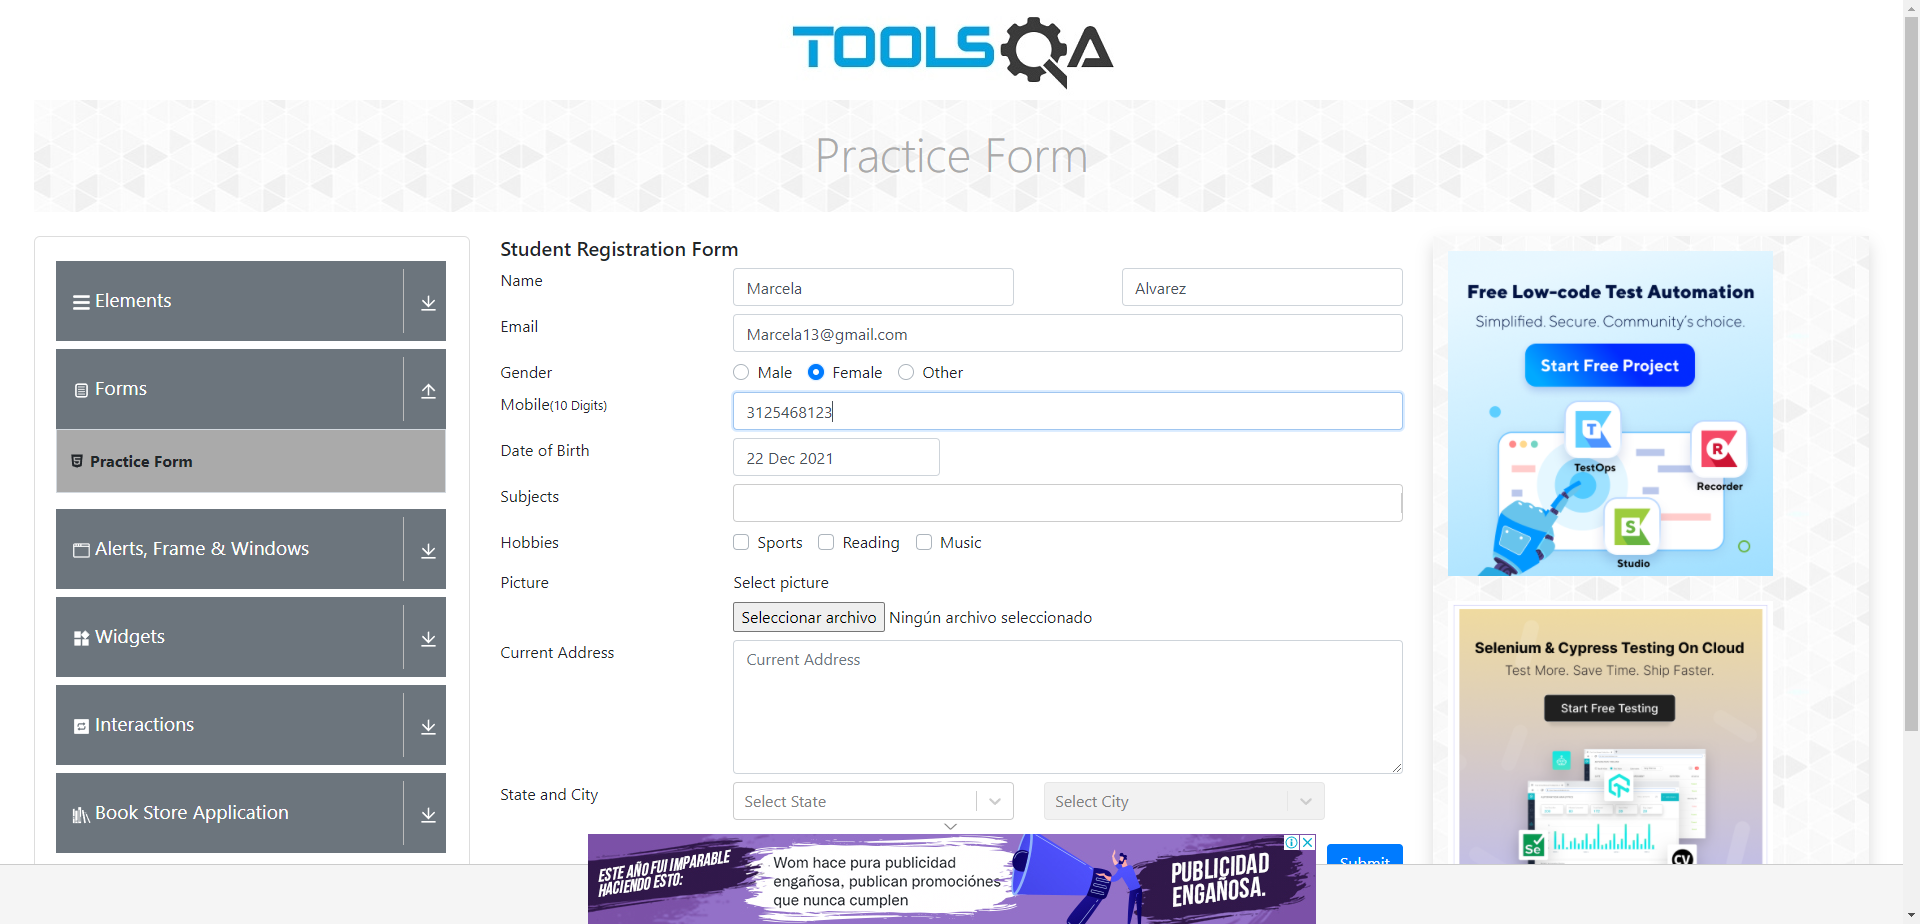 TOOLSQA
Practice Form
Elements
Forms
Practice Form
Alerts, Frame & Windows
Widgets
Interactions
Book Store Application
Student Registration Form
Name
Marcela
Alvarez
Email
Marcela13@gmail.com
Gender
Male
Female
Other
Mobile(10 Digits)
3125468123
Date of Birth
22 Dec 2021
Subjects
Hobbies
Sports
Reading
Music
Picture
Select picture
Seleccionar archivo
Ningún archivo seleccionado
Current Address
Current Address
State and City
Select State
Select City
Submit
Free Low-code Test Automation
Simplified. Secure. Community's choice.
Start Free Project
T
TestOps
R
Recorder
S
Studio
Selenium & Cypress Testing On Cloud
Test More. Save Time. Ship Faster.
Start Free Testing
Se
CV
ESTE AÑO FUI IMPARABLE
HACIENDO ESTO:
Wom hace pura publicidad
engañosa, publican promociónes
que nunca cumplen
PUBLICIDAD
ENGAÑOSA.